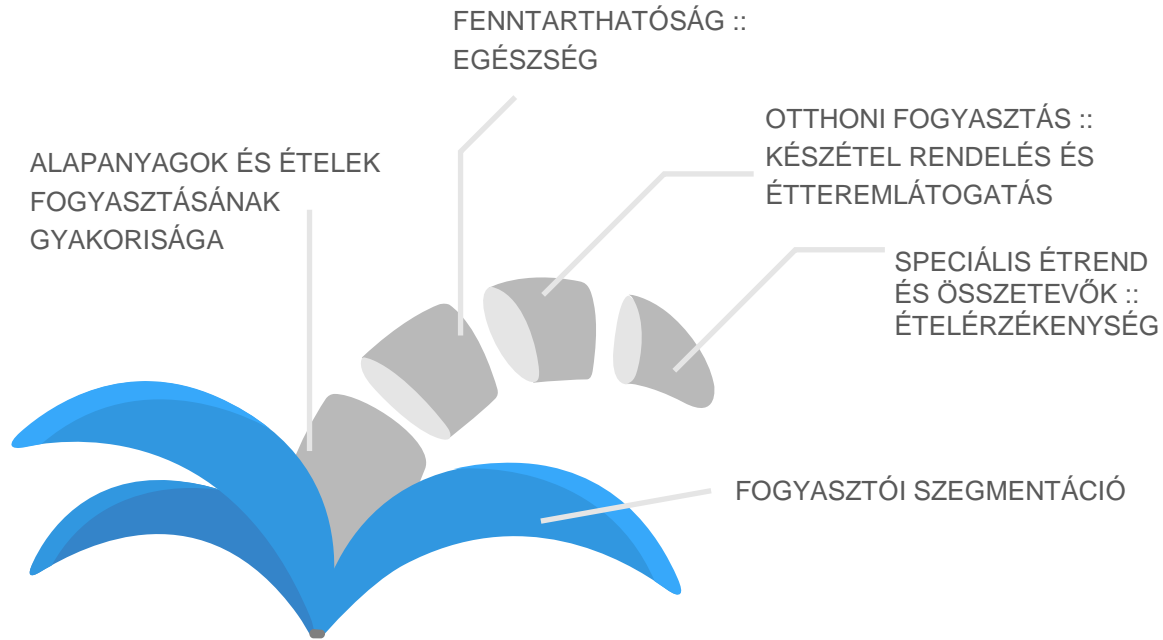 FENNTARTHATÓSÁG ::
EGÉSZSÉG
OTTHONI FOGYASZTÁS ::
KÉSZÉTEL RENDELÉS ÉS
ÉTTEREMLÁTOGATÁS
ALAPANYAGOK ÉS ÉTELEK
FOGYASZTÁSÁNAK
GYAKORISÁGA
SPECIÁLIS ÉTREND
ÉS ÖSSZETEVŐK ::
ÉTELÉRZÉKENYSÉG
FOGYASZTÓI SZEGMENTÁCIÓ